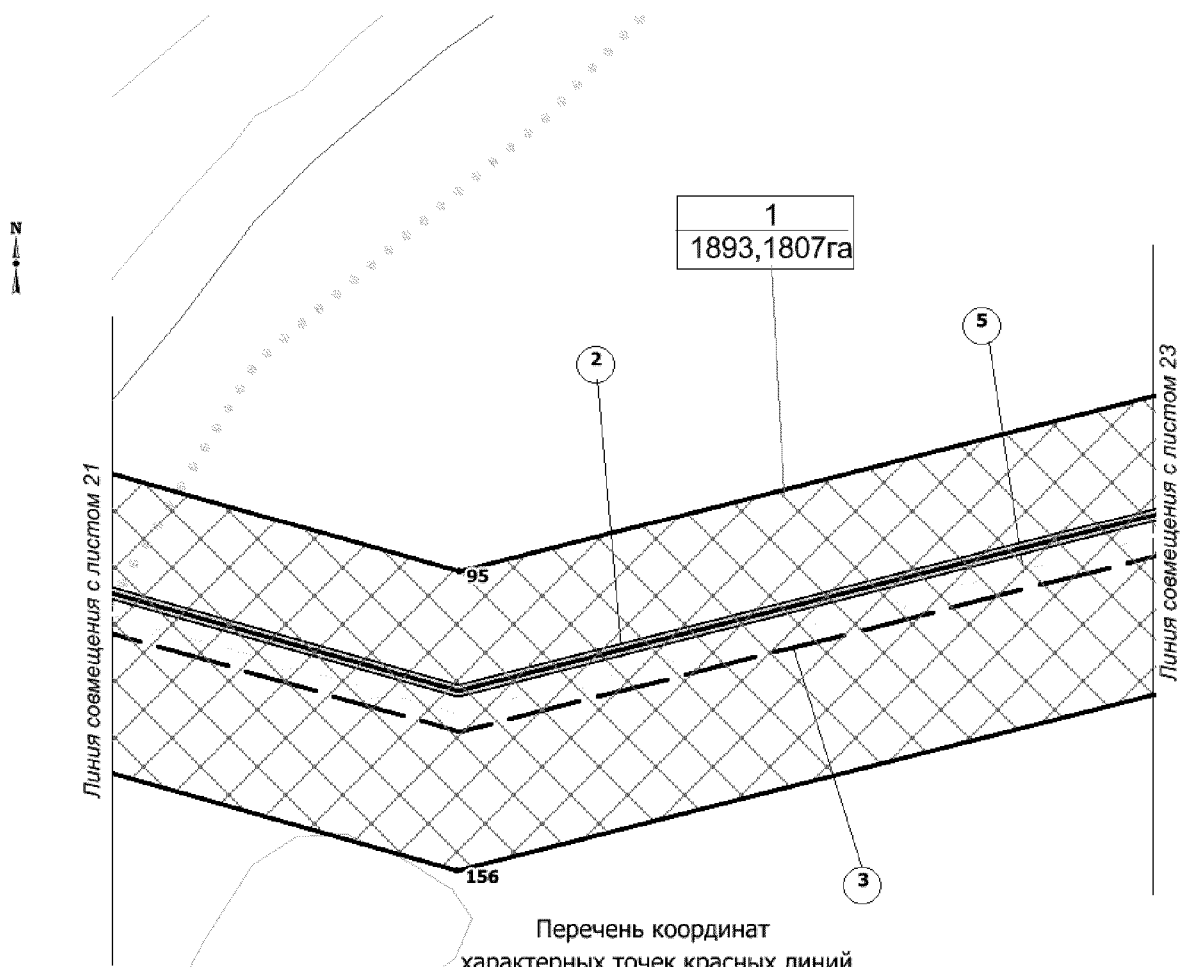 N
1
1893,1807га
5
2
Линия совмещения с листом 21
Линия совмещения с листом 23
95
156
3
Перечень координат
характерных точек красных линий